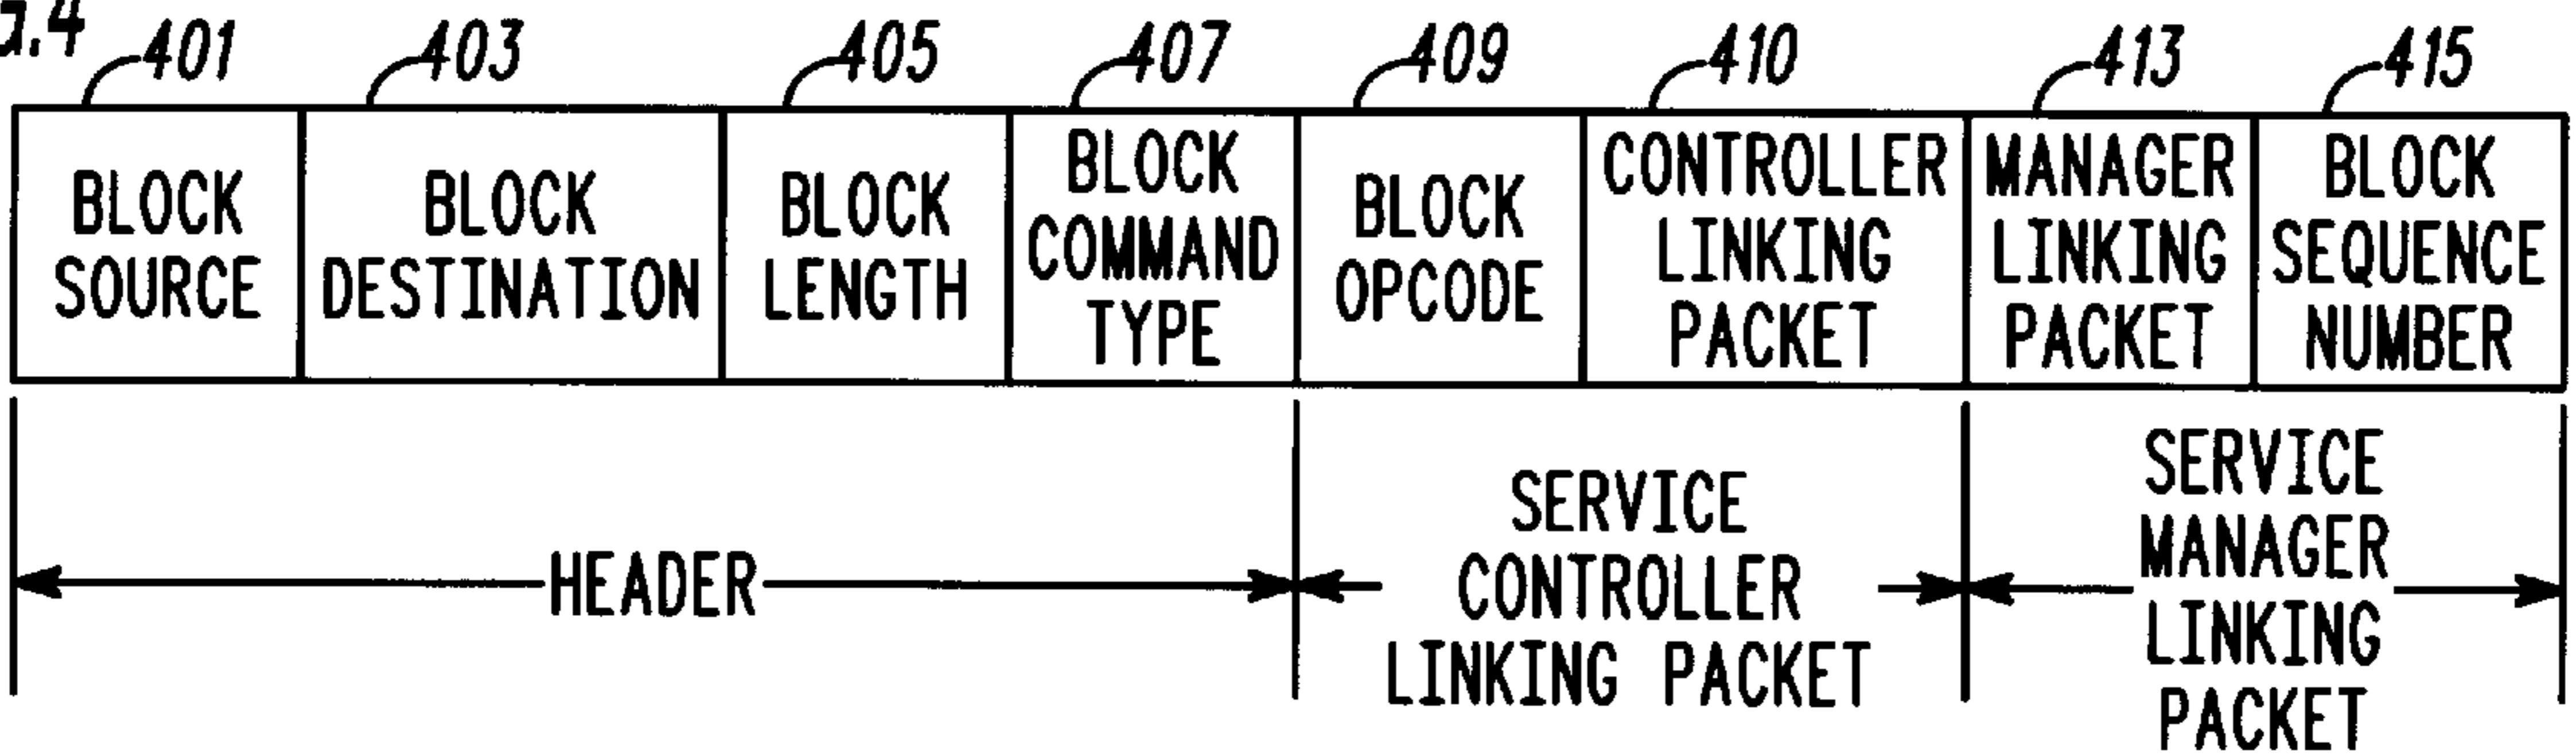 .4
401 403 405 407 409 410 413 415
BLOCK
SOURCE
BLOCK
DESTINATION
BLOCK
LENGTH
BLOCK
COMMAND
TYPE
BLOCK
OPCODE
CONTROLLER
LINKING
PACKET
MANAGER
LINKING
PACKET
BLOCK
SEQUENCE
NUMBER
HEADER
SERVICE
CONTROLLER
LINKING PACKET
SERVICE
MANAGER
LINKING
PACKET